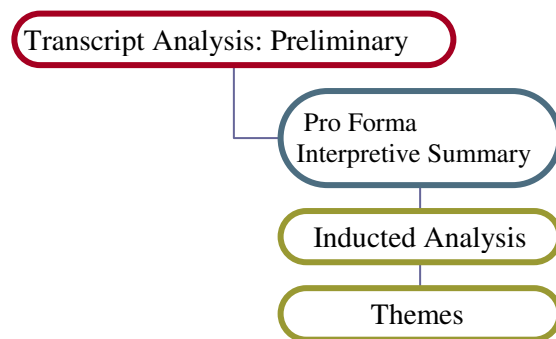 Transcript Analysis: Preliminary
Pro Forma
Interpretive Summary
Inducted Analysis
Themes